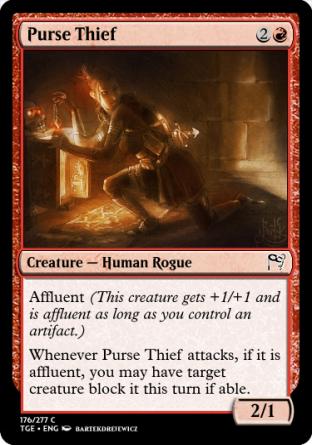 Purse Thief
2
Creature — Human Rogue
Affluent (This creature gets +1/+1 and
is affluent as long as you control an
artifact.)
Whenever Purse Thief attacks, if it is
affluent, you may have target
creature block it this turn if able.
2/1
176/277 C
TGE • ENG BARTEKDREJEWICZ